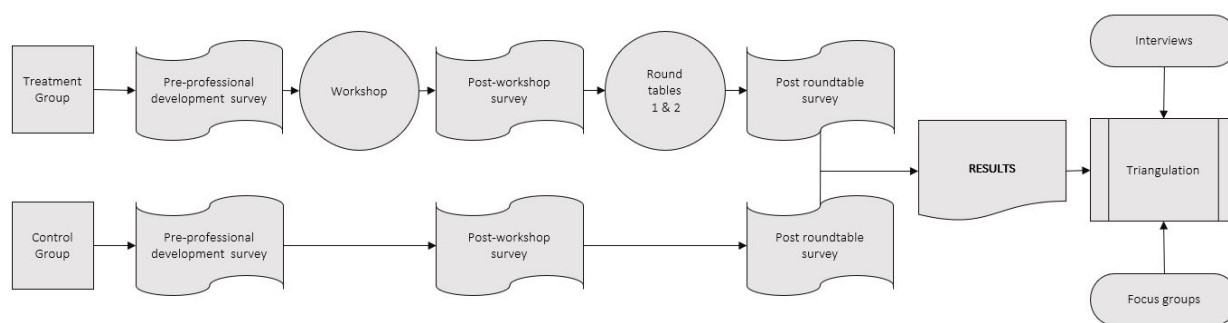 Treatment
Group
Pre-professional
development survey
Workshop
Post-workshop
survey
Round
tables
1 & 2
Post roundtable
survey
Interviews
RESULTS
Triangulation
Control
Group
Pre-professional
development survey
Post-workshop
survey
Post roundtable
survey
Focus groups